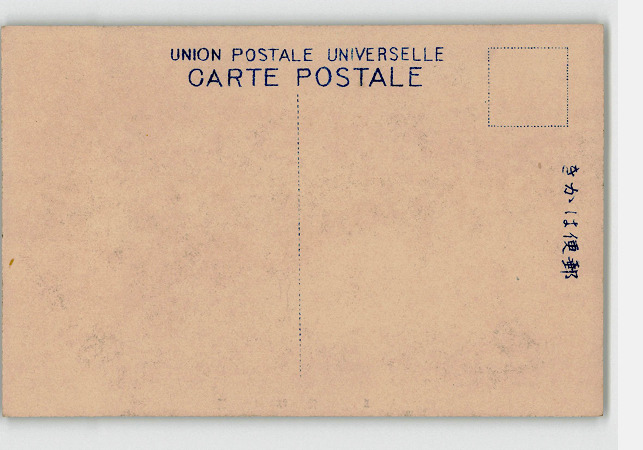 UNION POSTALE UNIVERSELLE
CARTE POSTALE
きかは便郵